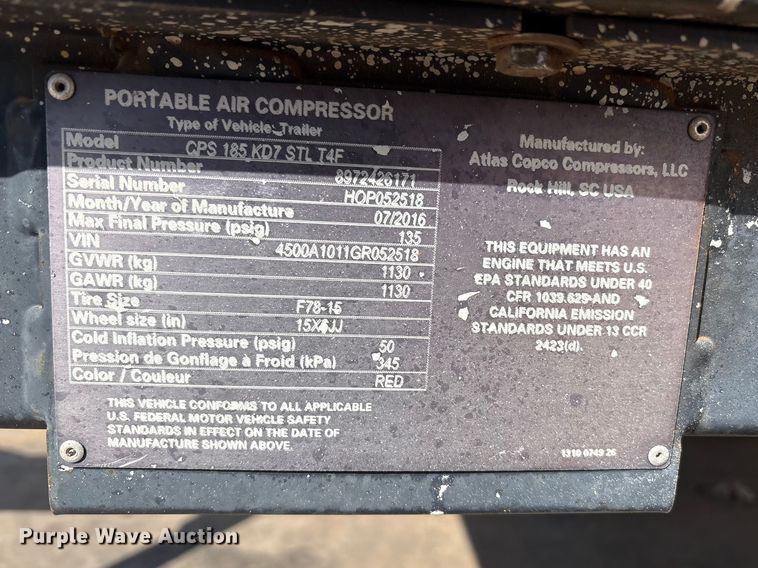 PORTABLE AIR COMPRESSOR
Type of Vehicle: Trailer
Model CPS 185 KD7 STL T4F
Product Number 8972426171
Serial Number HOP052518
Month/Year of Manufacture 07/2016
Max Final Pressure (psig) 135
VIN 4500A1011GR052518
GVWR (kg) 1130
GAWR (kg) 1130
Tire Size F78-15
Wheel size (in) 15X6JJ
Cold Inflation Pressure (psig) 50
Pression de Gonflage à Froid (kPa) 345
Color / Couleur RED
THIS VEHICLE CONFORMS TO ALL APPLICABLE
U.S. FEDERAL MOTOR VEHICLE SAFETY
STANDARDS IN EFFECT ON THE DATE OF
MANUFACTURE SHOWN ABOVE.
Manufactured by:
Atlas Copco Compressors, LLC
Rock Hill, SC USA
THIS EQUIPMENT HAS AN
ENGINE THAT MEETS U.S.
EPA STANDARDS UNDER 40
CFR 1039.625 AND
CALIFORNIA EMISSION
STANDARDS UNDER 13 CCR
2423(d).
1310 0749 26
Purple Wave Auction